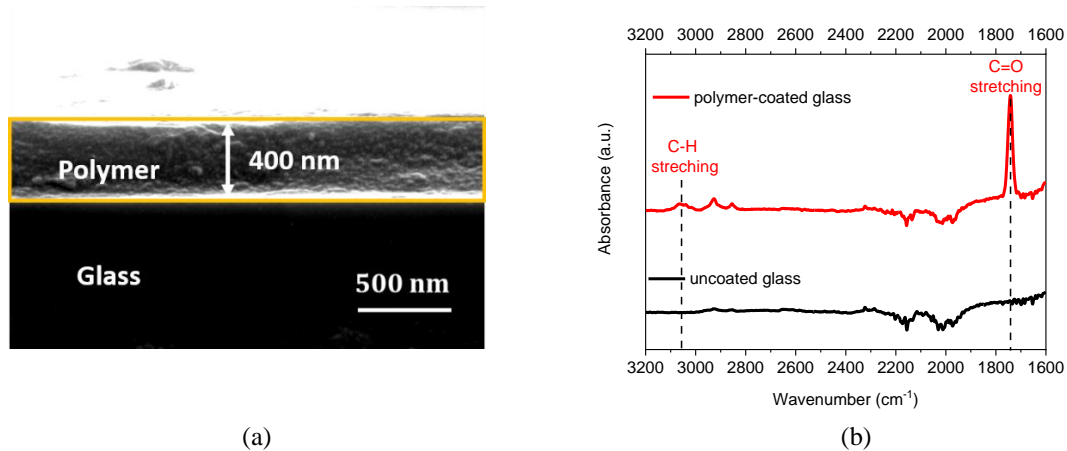 Polymer
400 nm
Glass
500 nm
(a)
3200 3000 2800 2600 2400 2200 2000 1800 1600
C=O
stretching
polymer-coated glass
C-H
streching
uncoated glass
Absorbance (a.u.)
3200 3000 2800 2600 2400 2200 2000 1800 1600
Wavenumber (cm⁻¹)
(b)